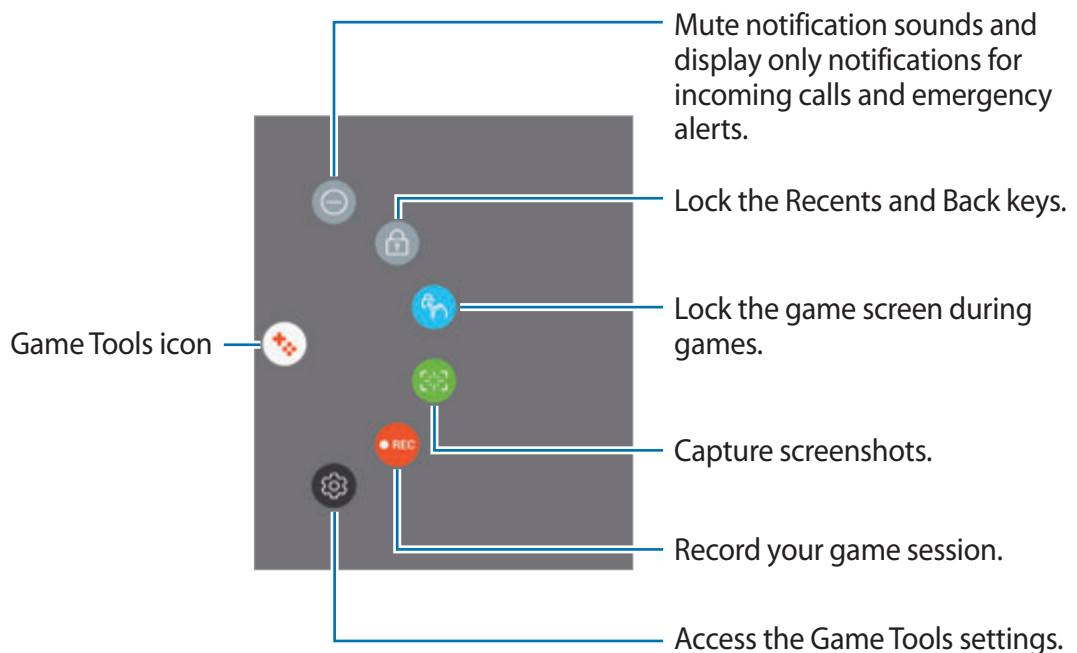 Mute notification sounds and
display only notifications for
incoming calls and emergency
alerts.
Lock the Recents and Back keys.
Lock the game screen during
games.
Game Tools icon
Capture screenshots.
REC
Record your game session.
Access the Game Tools settings.